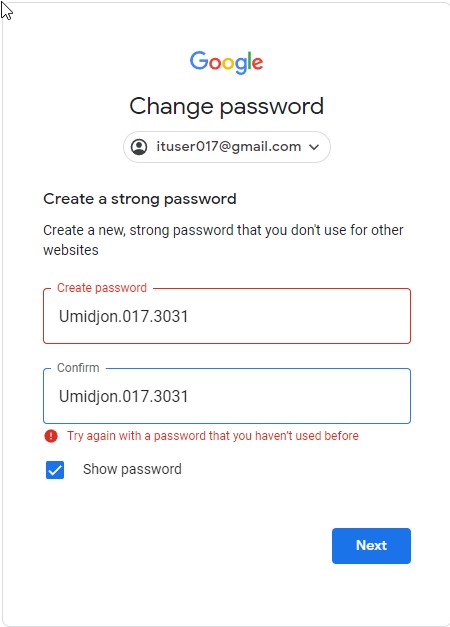 Google
Change password
ituser017@gmail.com
Create a strong password
Create a new, strong password that you don't use for other
websites
Create password
Umidjon.017.3031
Confirm
Umidjon.017.3031
Try again with a password that you haven't used before
Show password
Next